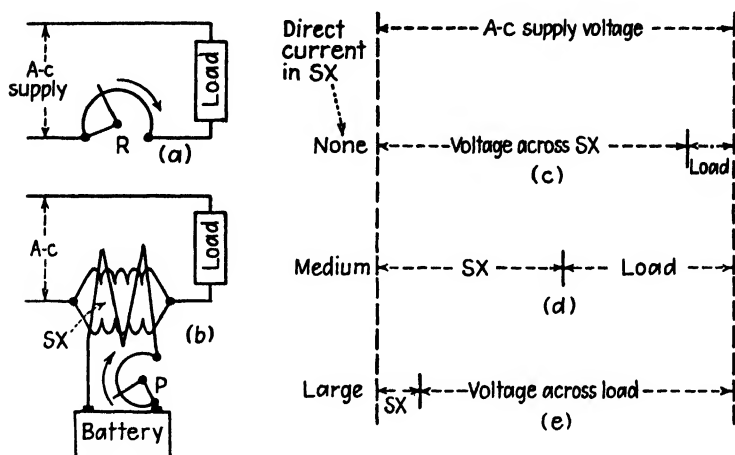 A-c
supply
Load
R
(a)
A-c
Load
SX
(b)
P
Battery
Direct
current
in SX
A-c supply voltage
None
Voltage across SX
Load
(c)
Medium
SX
Load
(d)
Large
SX
Voltage across load
(e)